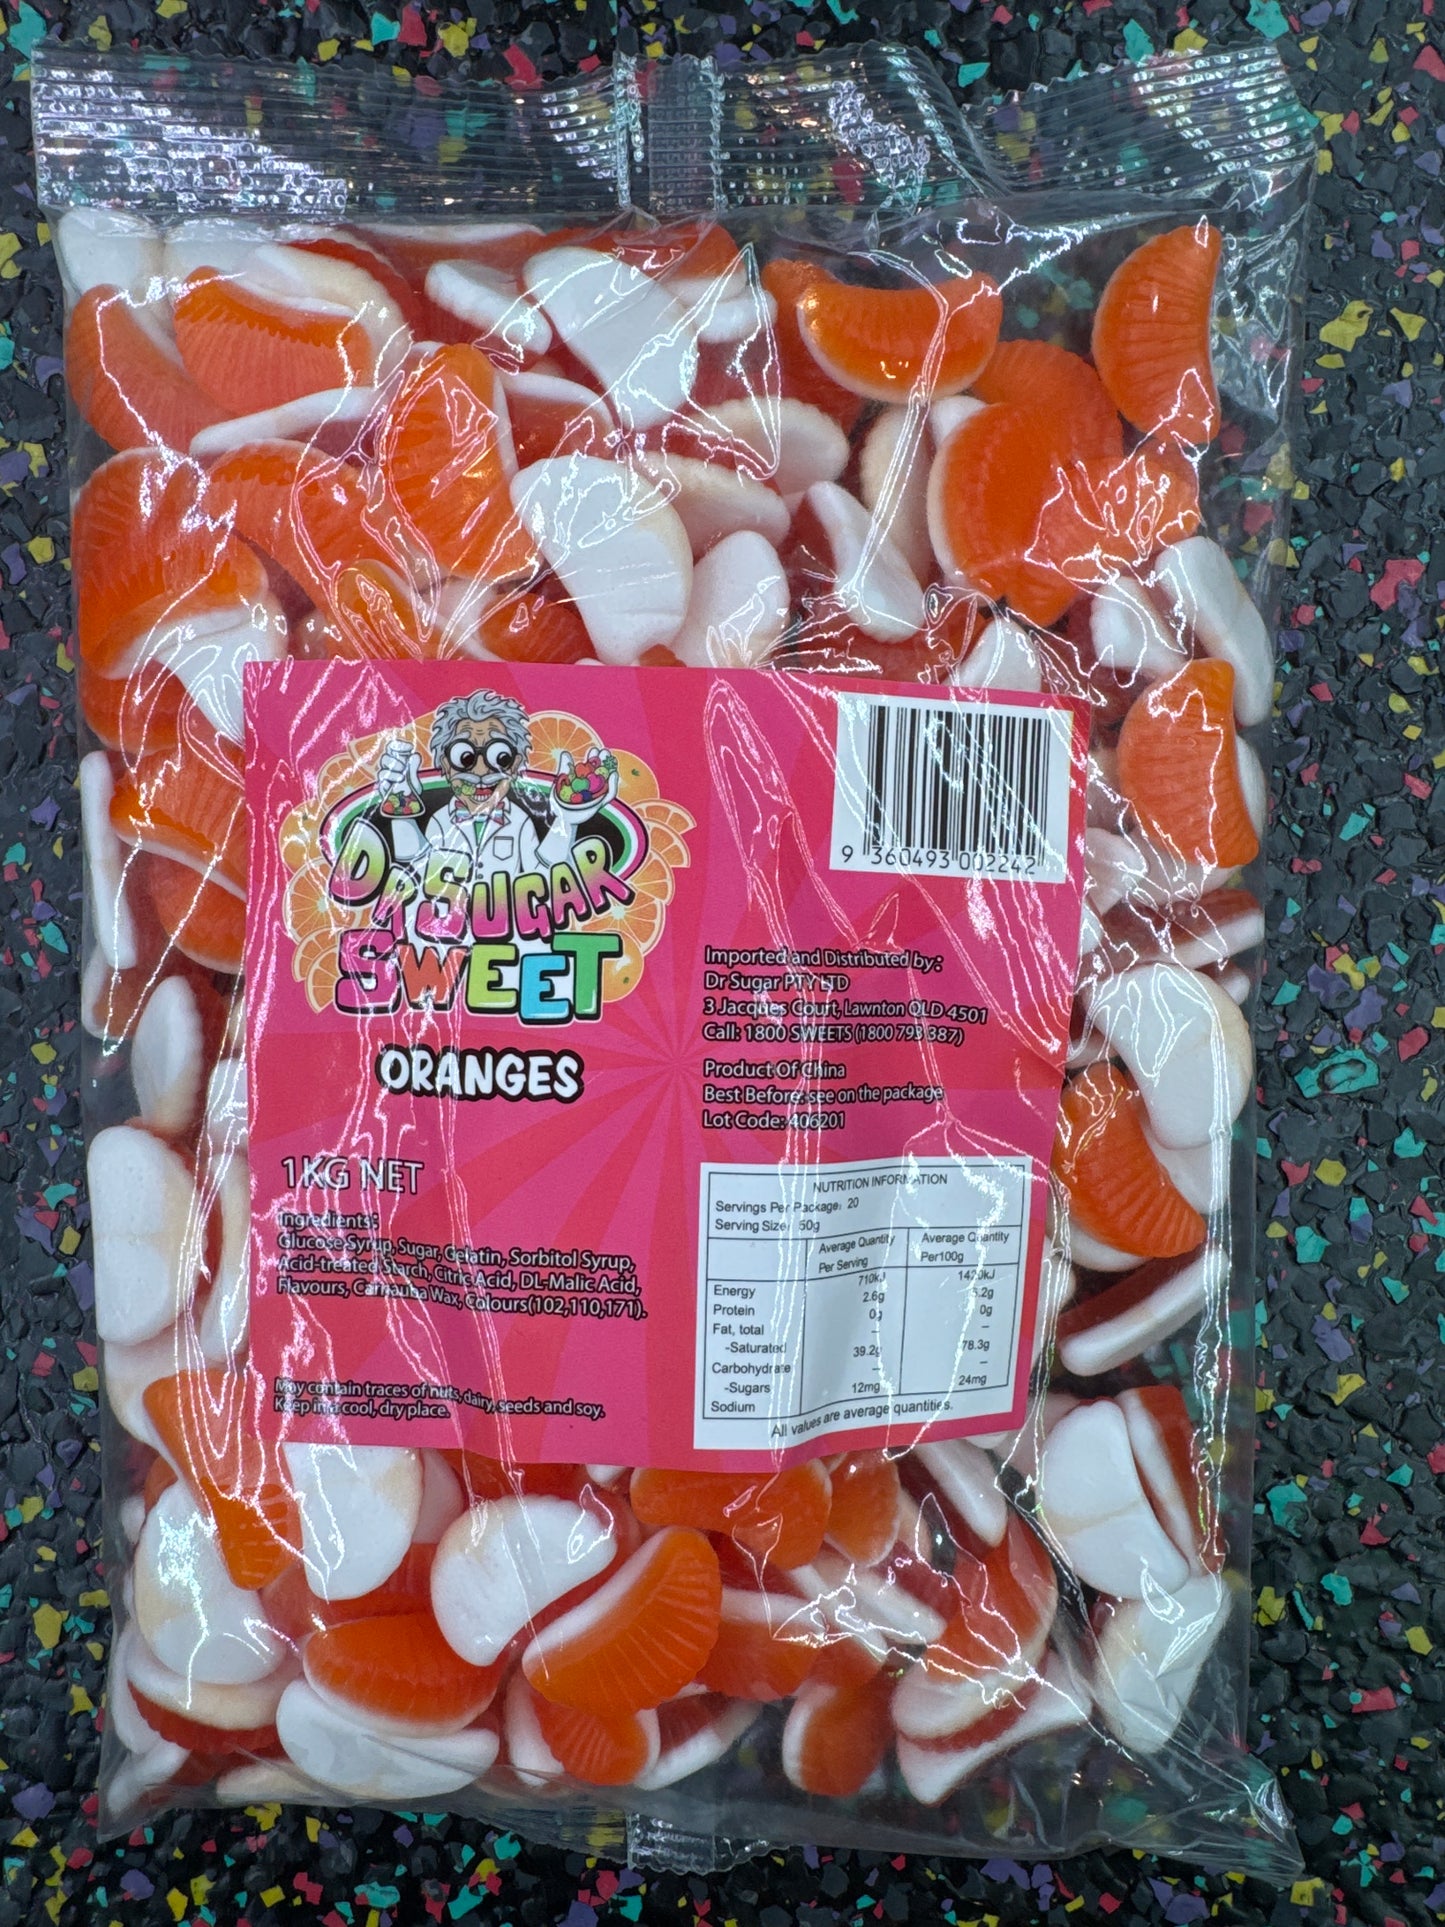 DR SUGAR
SWEET
ORANGES
1KG NET
Ingredients:
Glucose Syrup, Sugar, Gelatin, Sorbitol Syrup,
Acid-treated Starch, Citric Acid, DL-Malic Acid,
Flavours, Carnauba Wax, Colours(102,110,171).
May contain traces of nuts, dairy, seeds and soy.
Keep in a cool, dry place.
9 360493 002242
Imported and Distributed by:
Dr Sugar PTY LTD
3 Jacques Court, Lawnton QLD 4501
Call: 1800 SWEETS (1800 793 387)
Product Of China
Best Before: see on the package
Lot Code: 406201
NUTRITION INFORMATION
Servings Per Package: 20
Serving Size: 50g
Average Quantity Per Serving
Average Quantity Per100g
Energy 710kJ 1420kJ
Protein 2.6g 5.2g
Fat, total 0g 0g
-Saturated – –
Carbohydrate 39.2g 78.3g
-Sugars – –
Sodium 12mg 24mg
All values are average quantities.